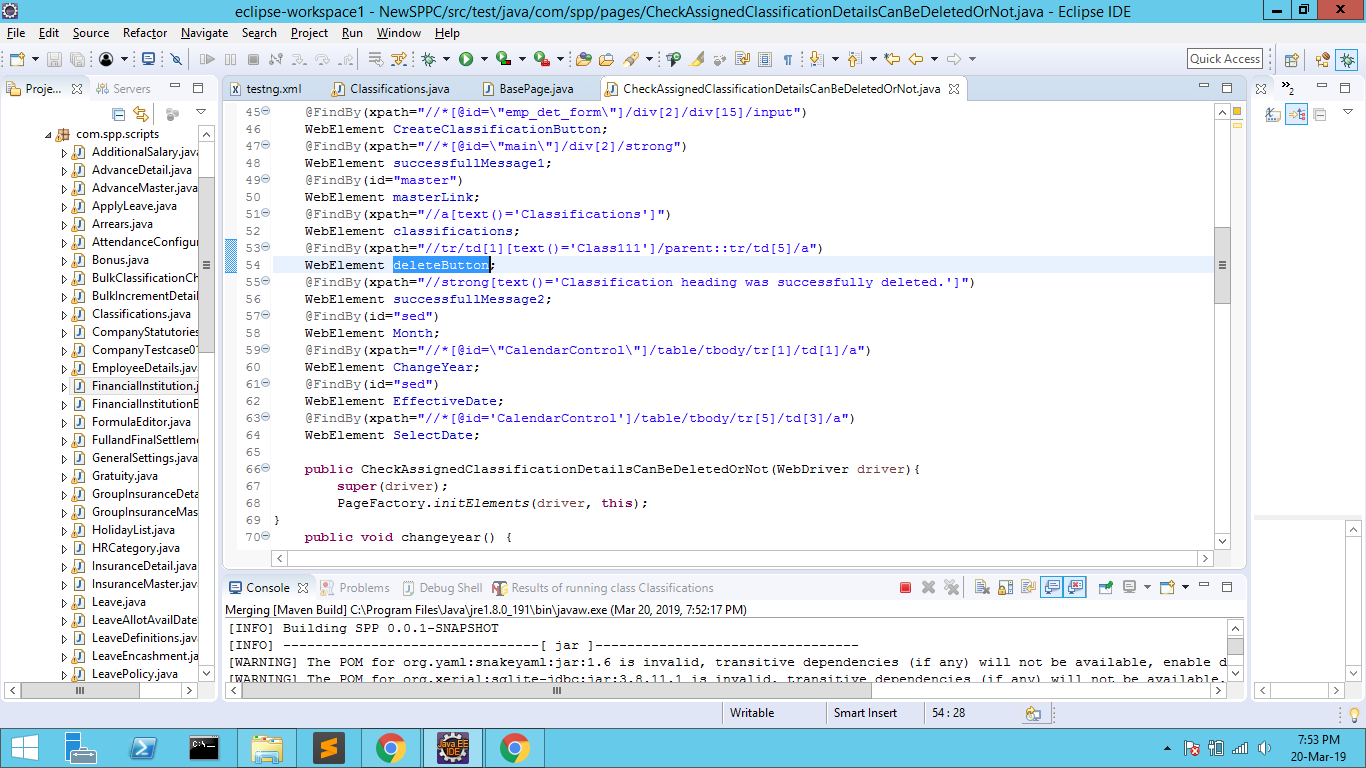 eclipse-workspace1 - NewSPPC/src/test/java/com/spp/pages/CheckAssignedClassificationDetailsCanBeDeletedOrNot.java - Eclipse IDE
File Edit Source Refactor Navigate Search Project Run Window Help
Quick Access
Proje... Servers
testng.xml Classifications.java BasePage.java CheckAssignedClassificationDetailsCanBeDeletedOrNot.java
»2
com.spp.scripts
AdditionalSalary.java
AdvanceDetail.java
AdvanceMaster.java
ApplyLeave.java
Arrears.java
AttendanceConfigu
Bonus.java
BulkClassificationCh
BulkIncrementDetail
Classifications.java
CompanyStatutories
CompanyTestcase01
EmployeeDetails.java
FinancialInstitution.j
FinancialInstitutionE
FormulaEditor.java
FullandFinalSettleme
GeneralSettings.java
Gratuity.java
GroupInsuranceDeta
GroupInsuranceMas
HolidayList.java
HRCategory.java
InsuranceDetail.java
InsuranceMaster.java
Leave.java
LeaveAllotAvailDate
LeaveDefinitions.java
LeaveEncashment.ja
LeavePolicy.java
45 @FindBy(xpath="//*[@id=\"emp_det_form\"]/div[2]/div[15]/input")
46 WebElement CreateClassificationButton;
47 @FindBy(xpath="//*[@id=\"main\"]/div[2]/strong")
48 WebElement successfullMessage1;
49 @FindBy(id="master")
50 WebElement masterLink;
51 @FindBy(xpath="//a[text()='Classifications']")
52 WebElement classifications;
53 @FindBy(xpath="//tr/td[1][text()='Class111']/parent::tr/td[5]/a")
54 WebElement deleteButton;
55 @FindBy(xpath="//strong[text()='Classification heading was successfully deleted.']")
56 WebElement successfullMessage2;
57 @FindBy(id="sed")
58 WebElement Month;
59 @FindBy(xpath="//*[@id=\"CalendarControl\"]/table/tbody/tr[1]/td[1]/a")
60 WebElement ChangeYear;
61 @FindBy(id="sed")
62 WebElement EffectiveDate;
63 @FindBy(xpath="//*[@id='CalendarControl']/table/tbody/tr[5]/td[3]/a")
64 WebElement SelectDate;
65
66 public CheckAssignedClassificationDetailsCanBeDeletedOrNot(WebDriver driver){
67 super(driver);
68 PageFactory.initElements(driver, this);
69 }
70 public void changeyear() {
Console Problems Debug Shell Results of running class Classifications
Merging [Maven Build] C:\Program Files\Java\jre1.8.0_191\bin\javaw.exe (Mar 20, 2019, 7:52:17 PM)
[INFO] Building SPP 0.0.1-SNAPSHOT
[INFO] --------------------------------[ jar ]---------------------------------
[WARNING] The POM for org.yaml:snakeyaml:jar:1.6 is invalid, transitive dependencies (if any) will not be available, enable d
[WARNING] The POM for org.xerial:sqlite-jdbc:jar:3.8.11.1 is invalid, transitive dependencies (if any) will not be available,
Writable Smart Insert 54 : 28
C:\
Java EE
IDE
7:53 PM
20-Mar-19